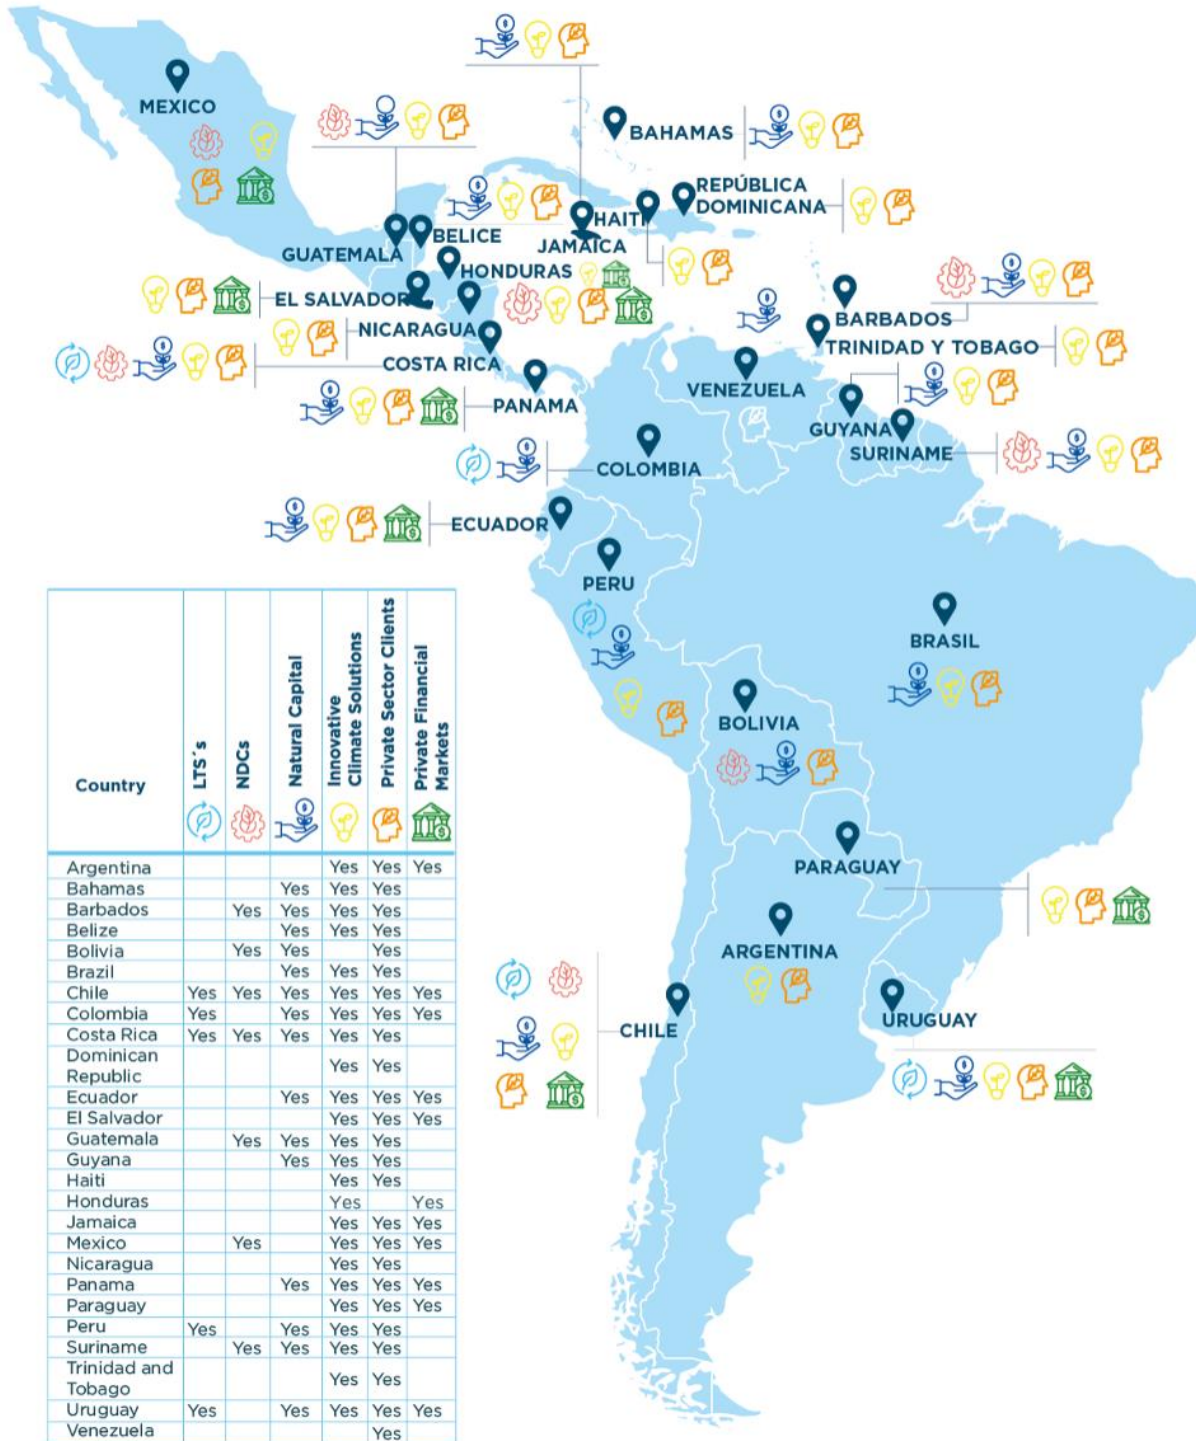 MEXICO
BAHAMAS
REPÚBLICA
DOMINICANA
HAITI
JAMAICA
GUATEMALA
BELICE
HONDURAS
EL SALVADOR
NICARAGUA
COSTA RICA
PANAMA
BARBADOS
TRINIDAD Y TOBAGO
VENEZUELA
GUYANA
SURINAME
COLOMBIA
ECUADOR
PERU
BRASIL
BOLIVIA
PARAGUAY
ARGENTINA
CHILE
URUGUAY
Country LTS´s NDCs Natural Capital Innovative Climate Solutions Private Sector Clients Private Financial Markets
Argentina Yes Yes Yes
Bahamas Yes Yes Yes
Barbados Yes Yes Yes Yes
Belize Yes Yes Yes
Bolivia Yes Yes Yes
Brazil Yes Yes Yes
Chile Yes Yes Yes Yes Yes Yes
Colombia Yes Yes Yes Yes Yes
Costa Rica Yes Yes Yes Yes Yes
Dominican
Republic Yes Yes
Ecuador Yes Yes Yes Yes
El Salvador Yes Yes Yes
Guatemala Yes Yes Yes Yes
Guyana Yes Yes Yes
Haiti Yes Yes
Honduras Yes Yes
Jamaica Yes Yes Yes
Mexico Yes Yes Yes Yes
Nicaragua Yes Yes
Panama Yes Yes Yes Yes
Paraguay Yes Yes Yes
Peru Yes Yes Yes Yes
Suriname Yes Yes Yes Yes
Trinidad and
Tobago Yes Yes
Uruguay Yes Yes Yes Yes Yes
Venezuela Yes